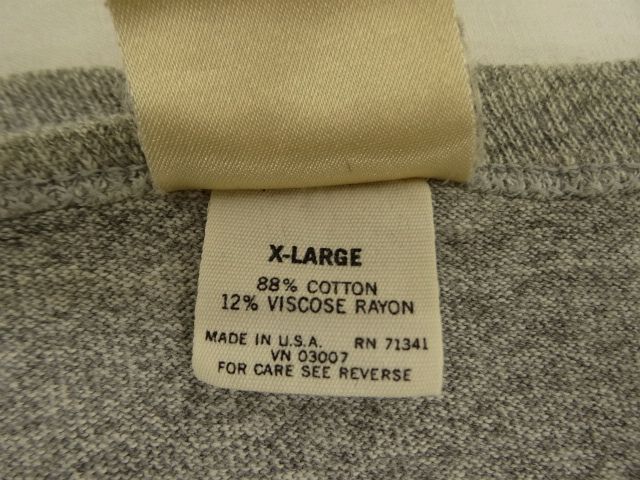 X-LARGE
88% COTTON
12% VISCOSE RAYON
MADE IN U.S.A. RN 71341
VN 03007
FOR CARE SEE REVERSE